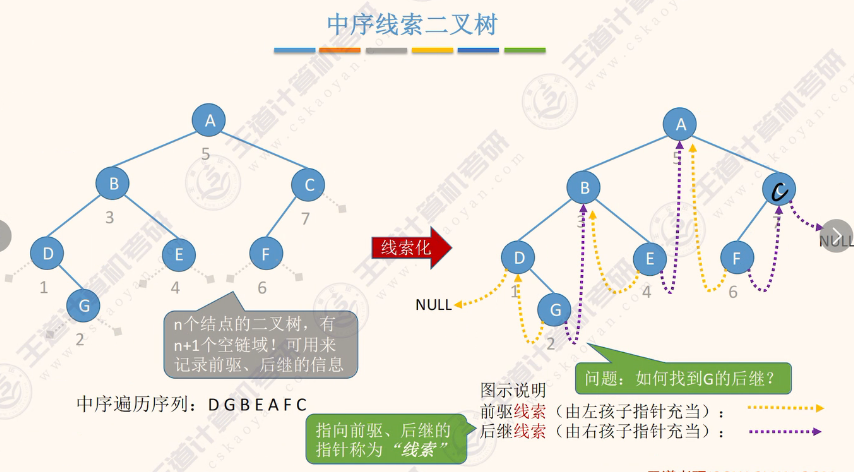 中序线索二叉树
A
5
B
3
C
7
D
1
E
4
F
6
G
2
n个结点的二叉树，有
n+1个空链域！可用来
记录前驱、后继的信息
中序遍历序列：D G B E A F C
线索化
A
5
B
3
C
7
NULL
D
1
E
4
F
6
NULL
G
2
问题：如何找到G的后继？
图示说明
前驱线索（由左孩子指针充当）：
后继线索（由右孩子指针充当）：
指向前驱、后继的
指针称为“线索”
王道计算机考研
www.cskaoyan.com